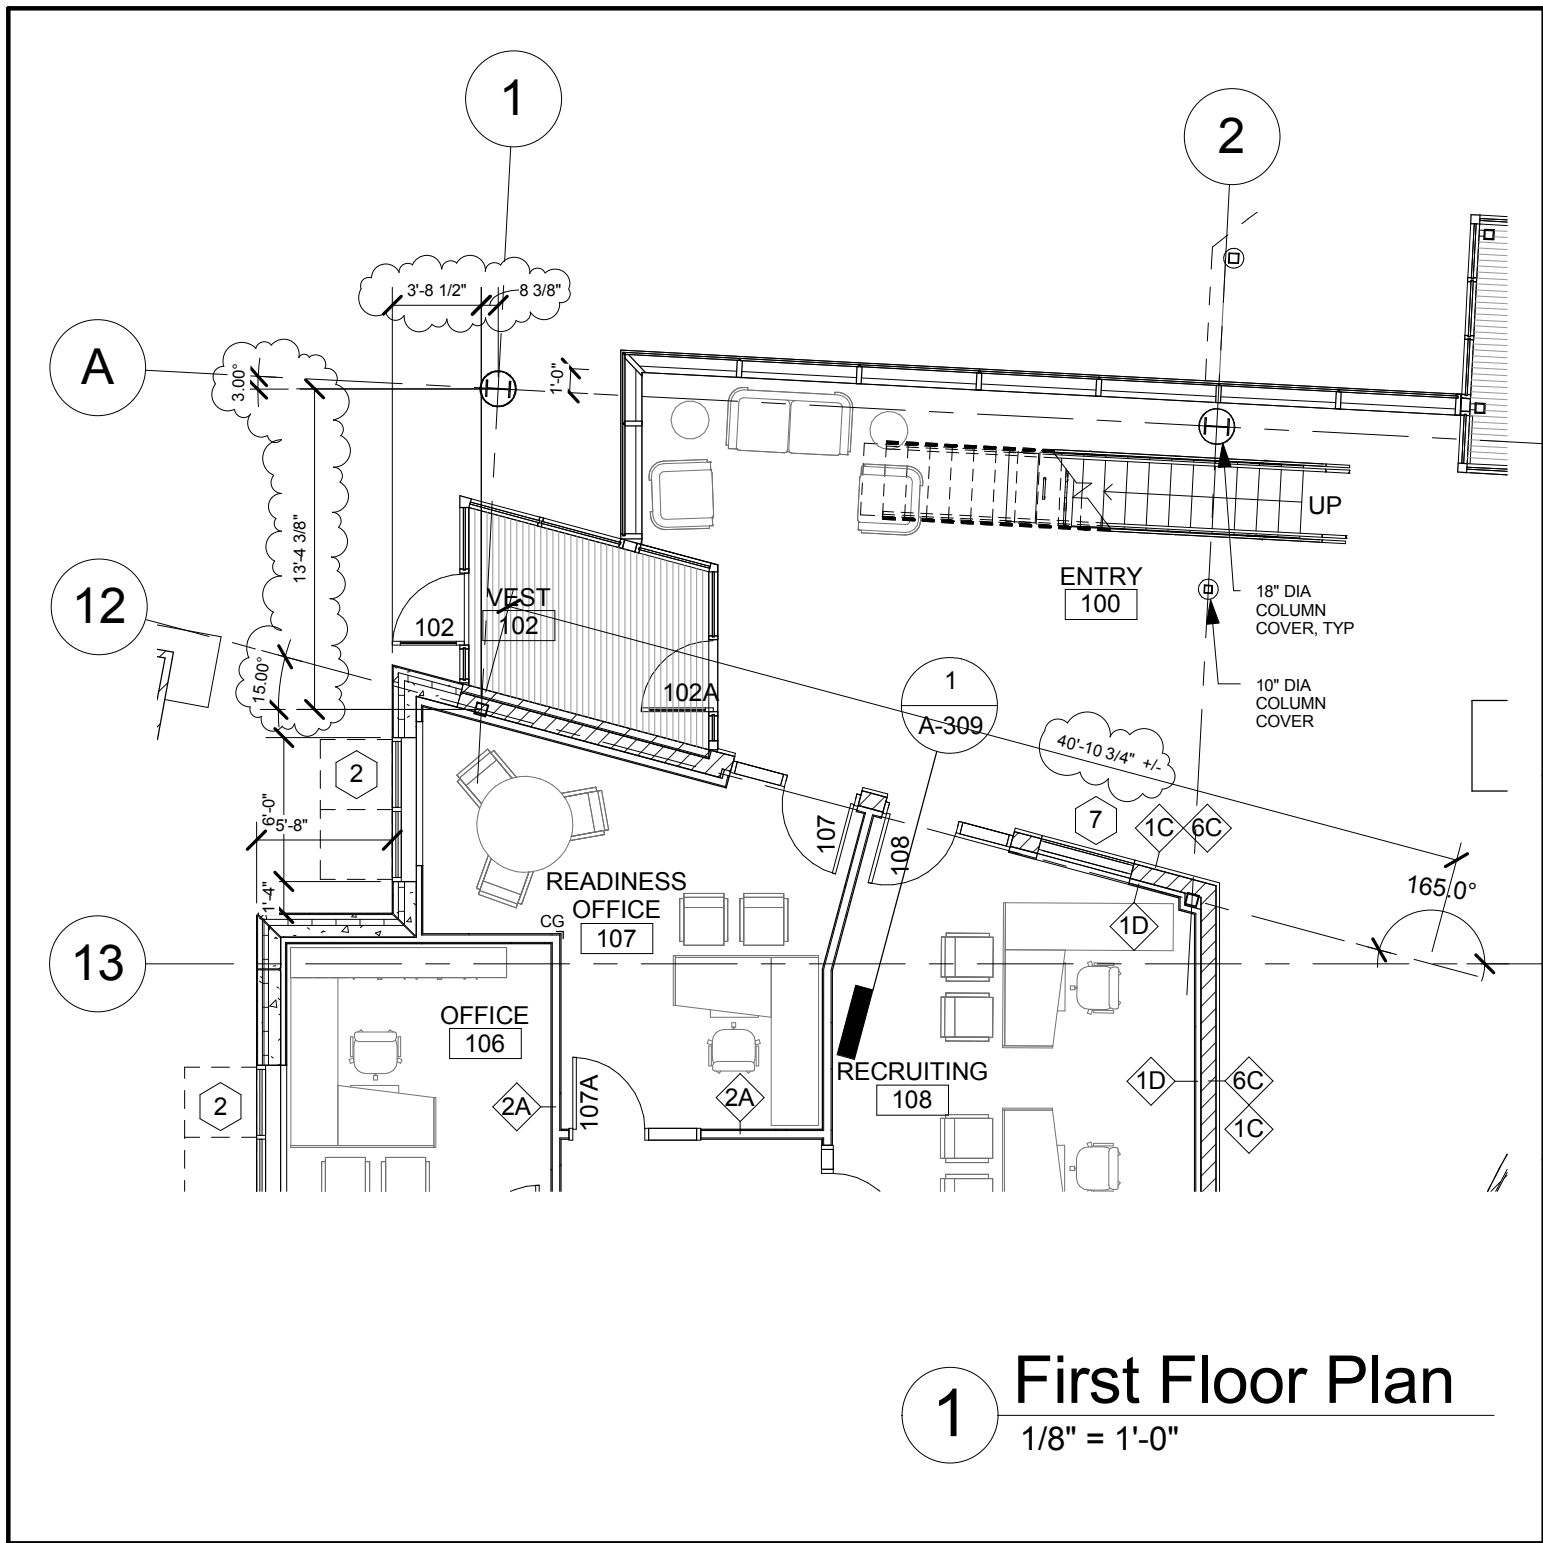 1
2
3'-8 1/2"
8 3/8"
A
3.00°
1'-0"
13'-4 3/8"
UP
12
VEST
102
102
ENTRY
100
18" DIA
COLUMN
COVER, TYP
15.00°
102A
1
A-309
10" DIA
COLUMN
COVER
40'-10 3/4" +/-
2
6'-0"
5'-8"
107
108
7
1C
6C
165.0°
1'-4"
READINESS
OFFICE
107
CG
1D
13
OFFICE
106
RECRUITING
108
1D
6C
2
2A
107A
2A
1C
1
First Floor Plan
1/8" = 1'-0"